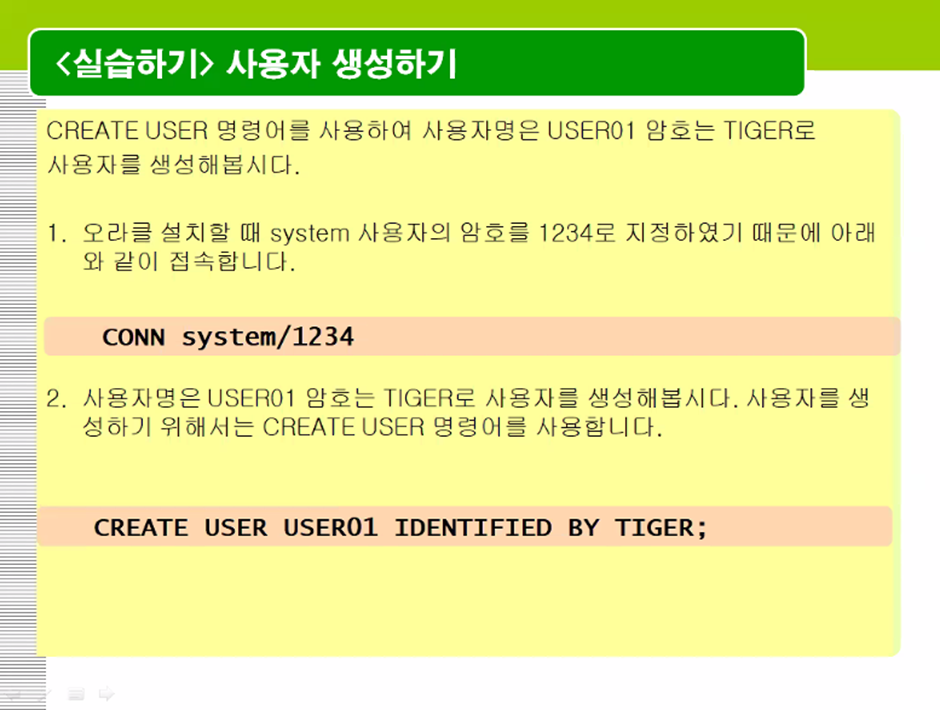 <실습하기> 사용자 생성하기
CREATE USER 명령어를 사용하여 사용자명은 USER01 암호는 TIGER로
사용자를 생성해봅시다.
1. 오라클 설치할 때 system 사용자의 암호를 1234로 지정하였기 때문에 아래
와 같이 접속합니다.
CONN system/1234
2. 사용자명은 USER01 암호는 TIGER로 사용자를 생성해봅시다. 사용자를 생
성하기 위해서는 CREATE USER 명령어를 사용합니다.
CREATE USER USER01 IDENTIFIED BY TIGER;